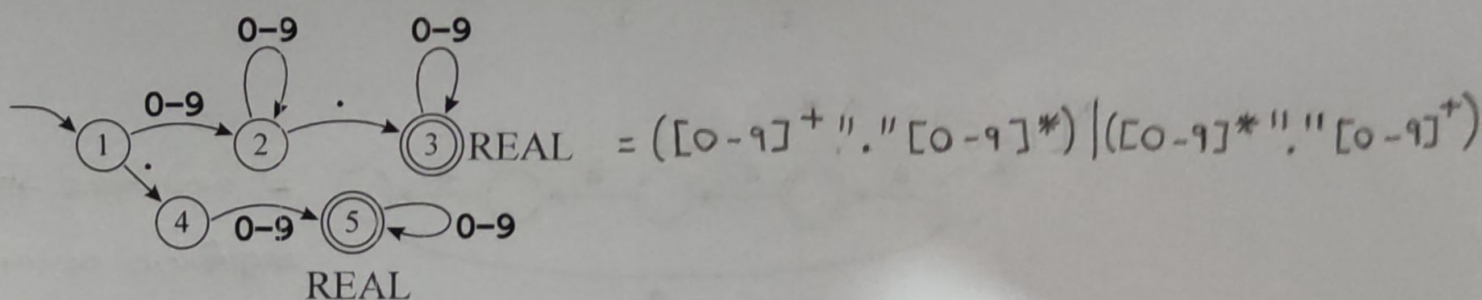 0–9 0–9
0–9 .
1 2 3 REAL = ([0-9]+ "." [0-9]*) | ([0-9]* "." [0-9]+)
.
4 0–9 5 0–9
REAL